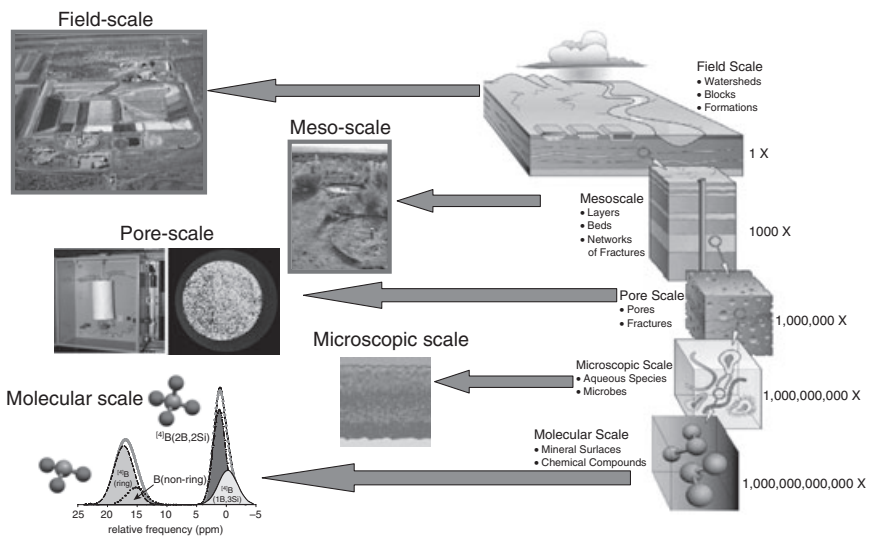 Field-scale
Field Scale
• Watersheds
• Blocks
• Formations
1 X
Meso-scale
Mesoscale
• Layers
• Beds
• Networks
of Fractures
1000 X
Pore-scale
Pore Scale
• Pores
• Fractures
1,000,000 X
Microscopic scale
Microscopic Scale
• Aqueous Species
• Microbes
1,000,000,000 X
Molecular scale
[4]B(2B,2Si)
Molecular Scale
• Mineral Surfaces
• Chemical Compounds
1,000,000,000,000 X
[4]B
(ring)
B(non-ring)
[4]B
(1B,3Si)
25 20 15 10 5 0 –5
relative frequency (ppm)